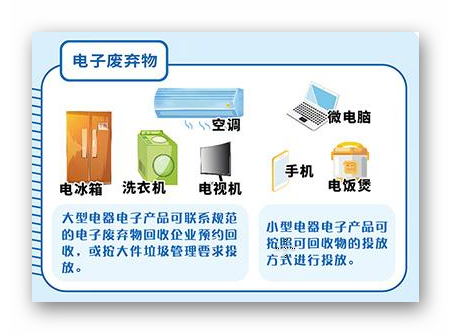 电子废弃物
空调
微电脑
电冰箱
洗衣机
电视机
手机
电饭煲
大型电器电子产品可联系规范
的电子废弃物回收企业预约回
收，或按大件垃圾管理要求投
放。
小型电器电子产品可
按照可回收物的投放
方式进行投放。